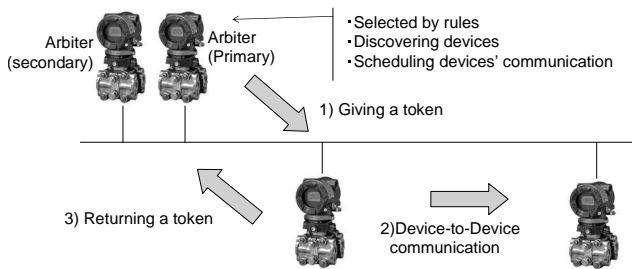 Arbiter
(secondary)
Arbiter
(Primary)
・Selected by rules
・Discovering devices
・Scheduling devices' communication
1) Giving a token
3) Returning a token
2)Device-to-Device
communication